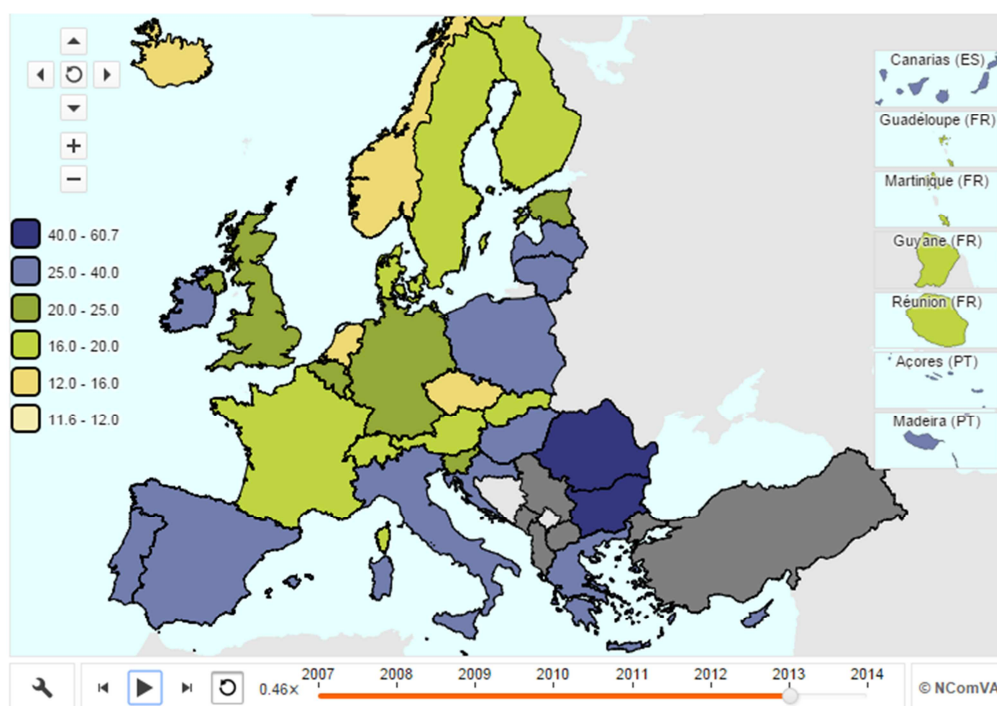 Canarias (ES)
Guadeloupe (FR)
Martinique (FR)
Guyane (FR)
Réunion (FR)
Açores (PT)
Madeira (PT)
40.0 - 60.7
25.0 - 40.0
20.0 - 25.0
16.0 - 20.0
12.0 - 16.0
11.6 - 12.0
0.46× 2007 2008 2009 2010 2011 2012 2013 2014
© NComVA